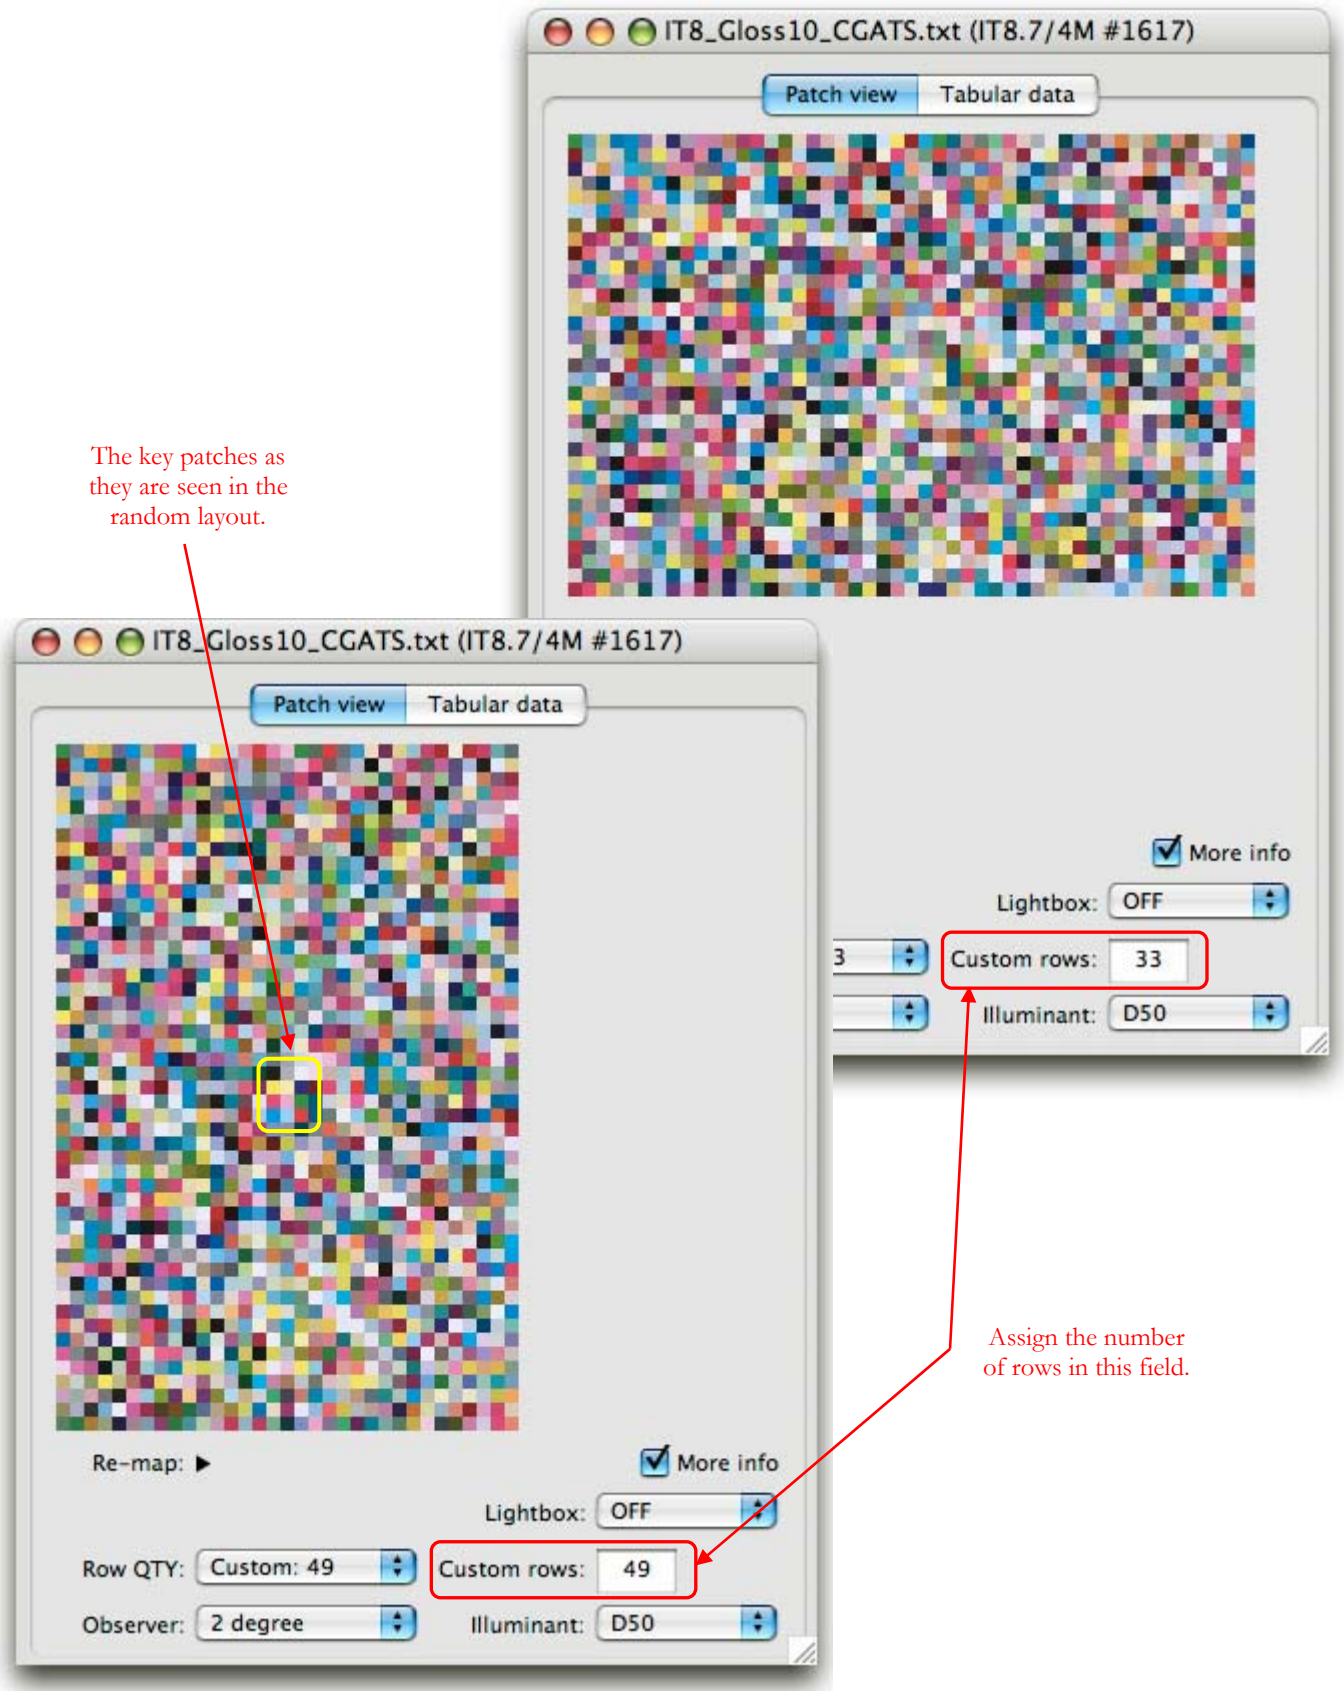 IT8_Gloss10_CGATS.txt (IT8.7/4M #1617)
Patch view Tabular data
The key patches as
they are seen in the
random layout.
More info
Lightbox: OFF
3 Custom rows: 33
Illuminant: D50
IT8_Gloss10_CGATS.txt (IT8.7/4M #1617)
Patch view Tabular data
Re-map:
More info
Lightbox: OFF
Row QTY: Custom: 49 Custom rows: 49
Observer: 2 degree Illuminant: D50
Assign the number
of rows in this field.